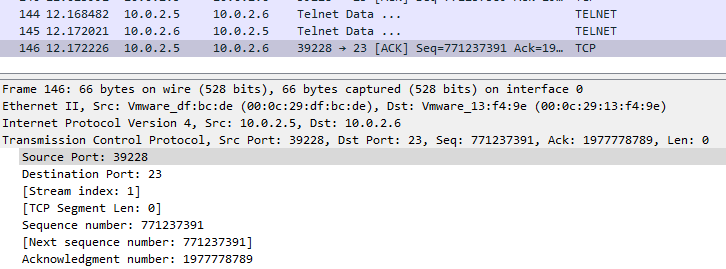 144 12.168482 10.0.2.5 10.0.2.6 Telnet Data ... TELNET
145 12.172021 10.0.2.6 10.0.2.5 Telnet Data ... TELNET
146 12.172226 10.0.2.5 10.0.2.6 39228 → 23 [ACK] Seq=771237391 Ack=19… TCP
Frame 146: 66 bytes on wire (528 bits), 66 bytes captured (528 bits) on interface 0
Ethernet II, Src: Vmware_df:bc:de (00:0c:29:df:bc:de), Dst: Vmware_13:f4:9e (00:0c:29:13:f4:9e)
Internet Protocol Version 4, Src: 10.0.2.5, Dst: 10.0.2.6
Transmission Control Protocol, Src Port: 39228, Dst Port: 23, Seq: 771237391, Ack: 1977778789, Len: 0
Source Port: 39228
Destination Port: 23
[Stream index: 1]
[TCP Segment Len: 0]
Sequence number: 771237391
[Next sequence number: 771237391]
Acknowledgment number: 1977778789